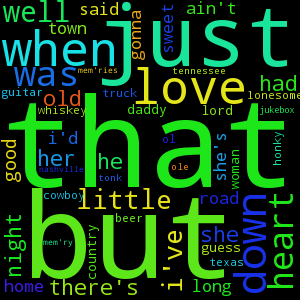 well
said
gonna
sweet
ain't
just
town
when
mem'ries
tennessee
was
love
had
guitar
old
truck
lonesome
whiskey
daddy
lord
jukebox
that
i'd
ol
she's
honky
good
her
he
ole
woman
nashville
tonk
cowboy
little
road
down
heart
but
beer
she
night
mem'ry
country
i've
guess
texas
home
there's
long